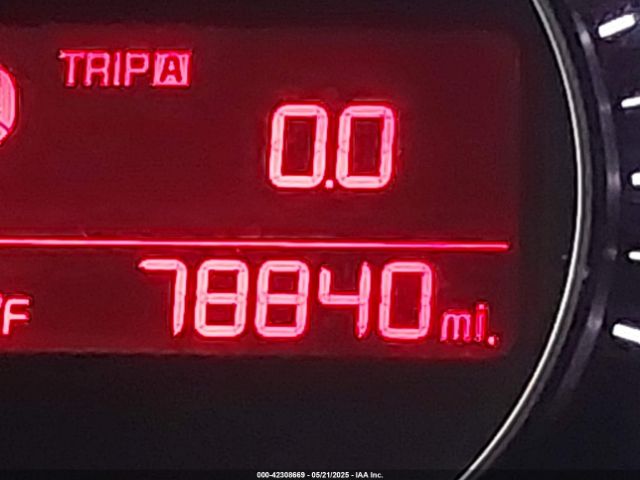 TRIP A
0.0
°F 78840 mi.
000-42308669 - 05/21/2025 - IAA Inc.